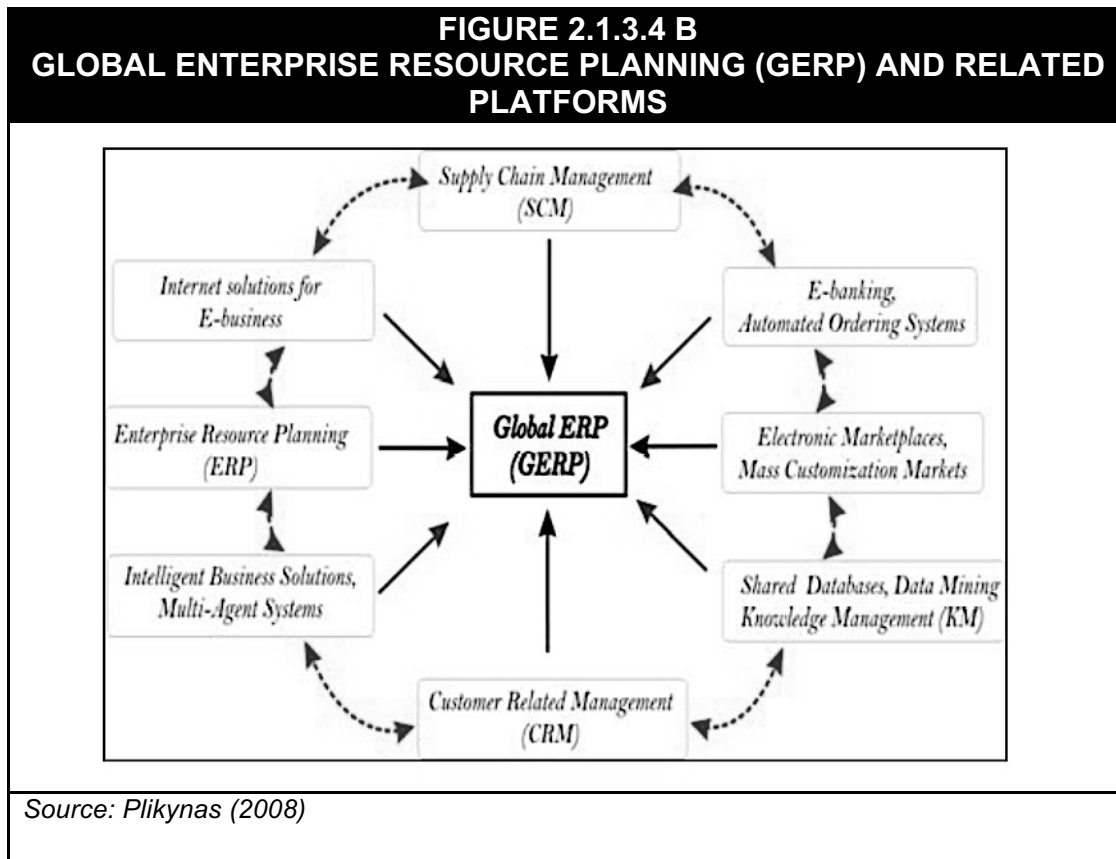 FIGURE 2.1.3.4 B
GLOBAL ENTERPRISE RESOURCE PLANNING (GERP) AND RELATED
PLATFORMS
Supply Chain Management
(SCM)
Internet solutions for
E-business
E-banking,
Automated Ordering Systems
Enterprise Resource Planning
(ERP)
Global ERP
(GERP)
Electronic Marketplaces,
Mass Customization Markets
Intelligent Business Solutions,
Multi-Agent Systems
Shared Databases, Data Mining
Knowledge Management (KM)
Customer Related Management
(CRM)
Source: Plikynas (2008)